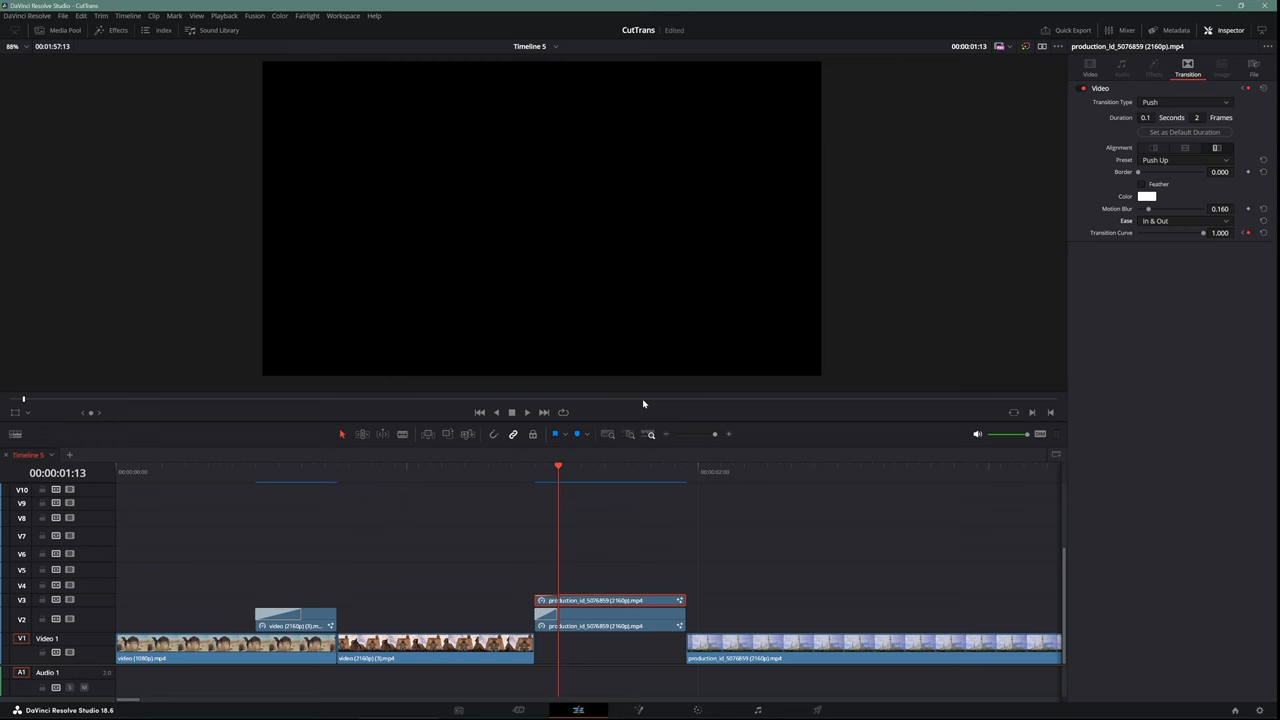 DaVinci Resolve Studio - CutTrans
DaVinci Resolve File Edit Trim Timeline Clip Mark View Playback Fusion Color Fairlight Workspace Help
Media Pool Effects Index Sound Library CutTrans Edited Quick Export Mixer Metadata Inspector
88% 00:01:57:13 Timeline 5 00:00:01:13 production_id_5076859 (2160p).mp4
Video Audio Effects Transition Image File
Video
Transition Type Push
Duration 0.1 Seconds 2 Frames
Set as Default Duration
Alignment
Preset Push Up
Border 0.000
Feather
Color
Motion Blur 0.160
Ease In & Out
Transition Curve 1.000
DIM
Timeline 5
00:00:01:13 00:00:00:00 00:00:02:00
V10
V9
V8
V7
V6
V5
V4
V3 production_id_5076859 (2160p).mp4
V2 video (2160p) (3).m... production_id_5076859 (2160p).mp4
V1 Video 1
video (1080p).mp4 video (2160p) (3).mp4 production_id_5076859 (2160p).mp4
A1 Audio 1 2.0
S M
DaVinci Resolve Studio 18.6